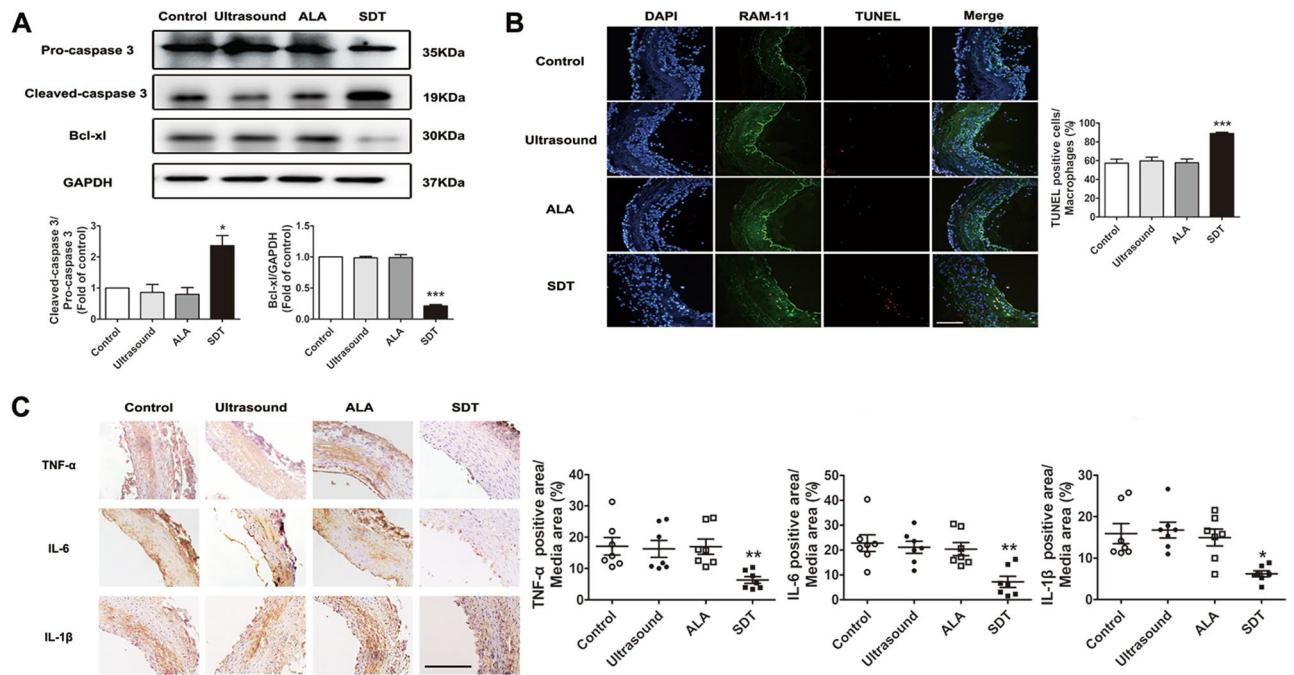 A
Control Ultrasound ALA SDT
Pro-caspase 3 35KDa
Cleaved-caspase 3 19KDa
Bcl-xl 30KDa
GAPDH 37KDa
Cleaved-caspase 3/
Pro-caspase 3
(Fold of control)
3
2
1
0
*
Control
Ultrasound
ALA
SDT
Bcl-xl/GAPDH
(Fold of control)
1.5
1.0
0.5
0.0
***
Control
Ultrasound
ALA
SDT
B
DAPI RAM-11 TUNEL Merge
Control
Ultrasound
ALA
SDT
TUNEL positive cells/
Macrophages (%)
100
80
60
40
20
0
***
Control
Ultrasound
ALA
SDT
C
Control Ultrasound ALA SDT
TNF-α
IL-6
IL-1β
TNF-α positive area/
Media area (%)
40
30
20
10
0
**
Control
Ultrasound
ALA
SDT
IL-6 positive area/
Media area (%)
50
40
30
20
10
0
**
Control
Ultrasound
ALA
SDT
IL-1β positive area/
Media area (%)
30
20
10
0
*
Control
Ultrasound
ALA
SDT